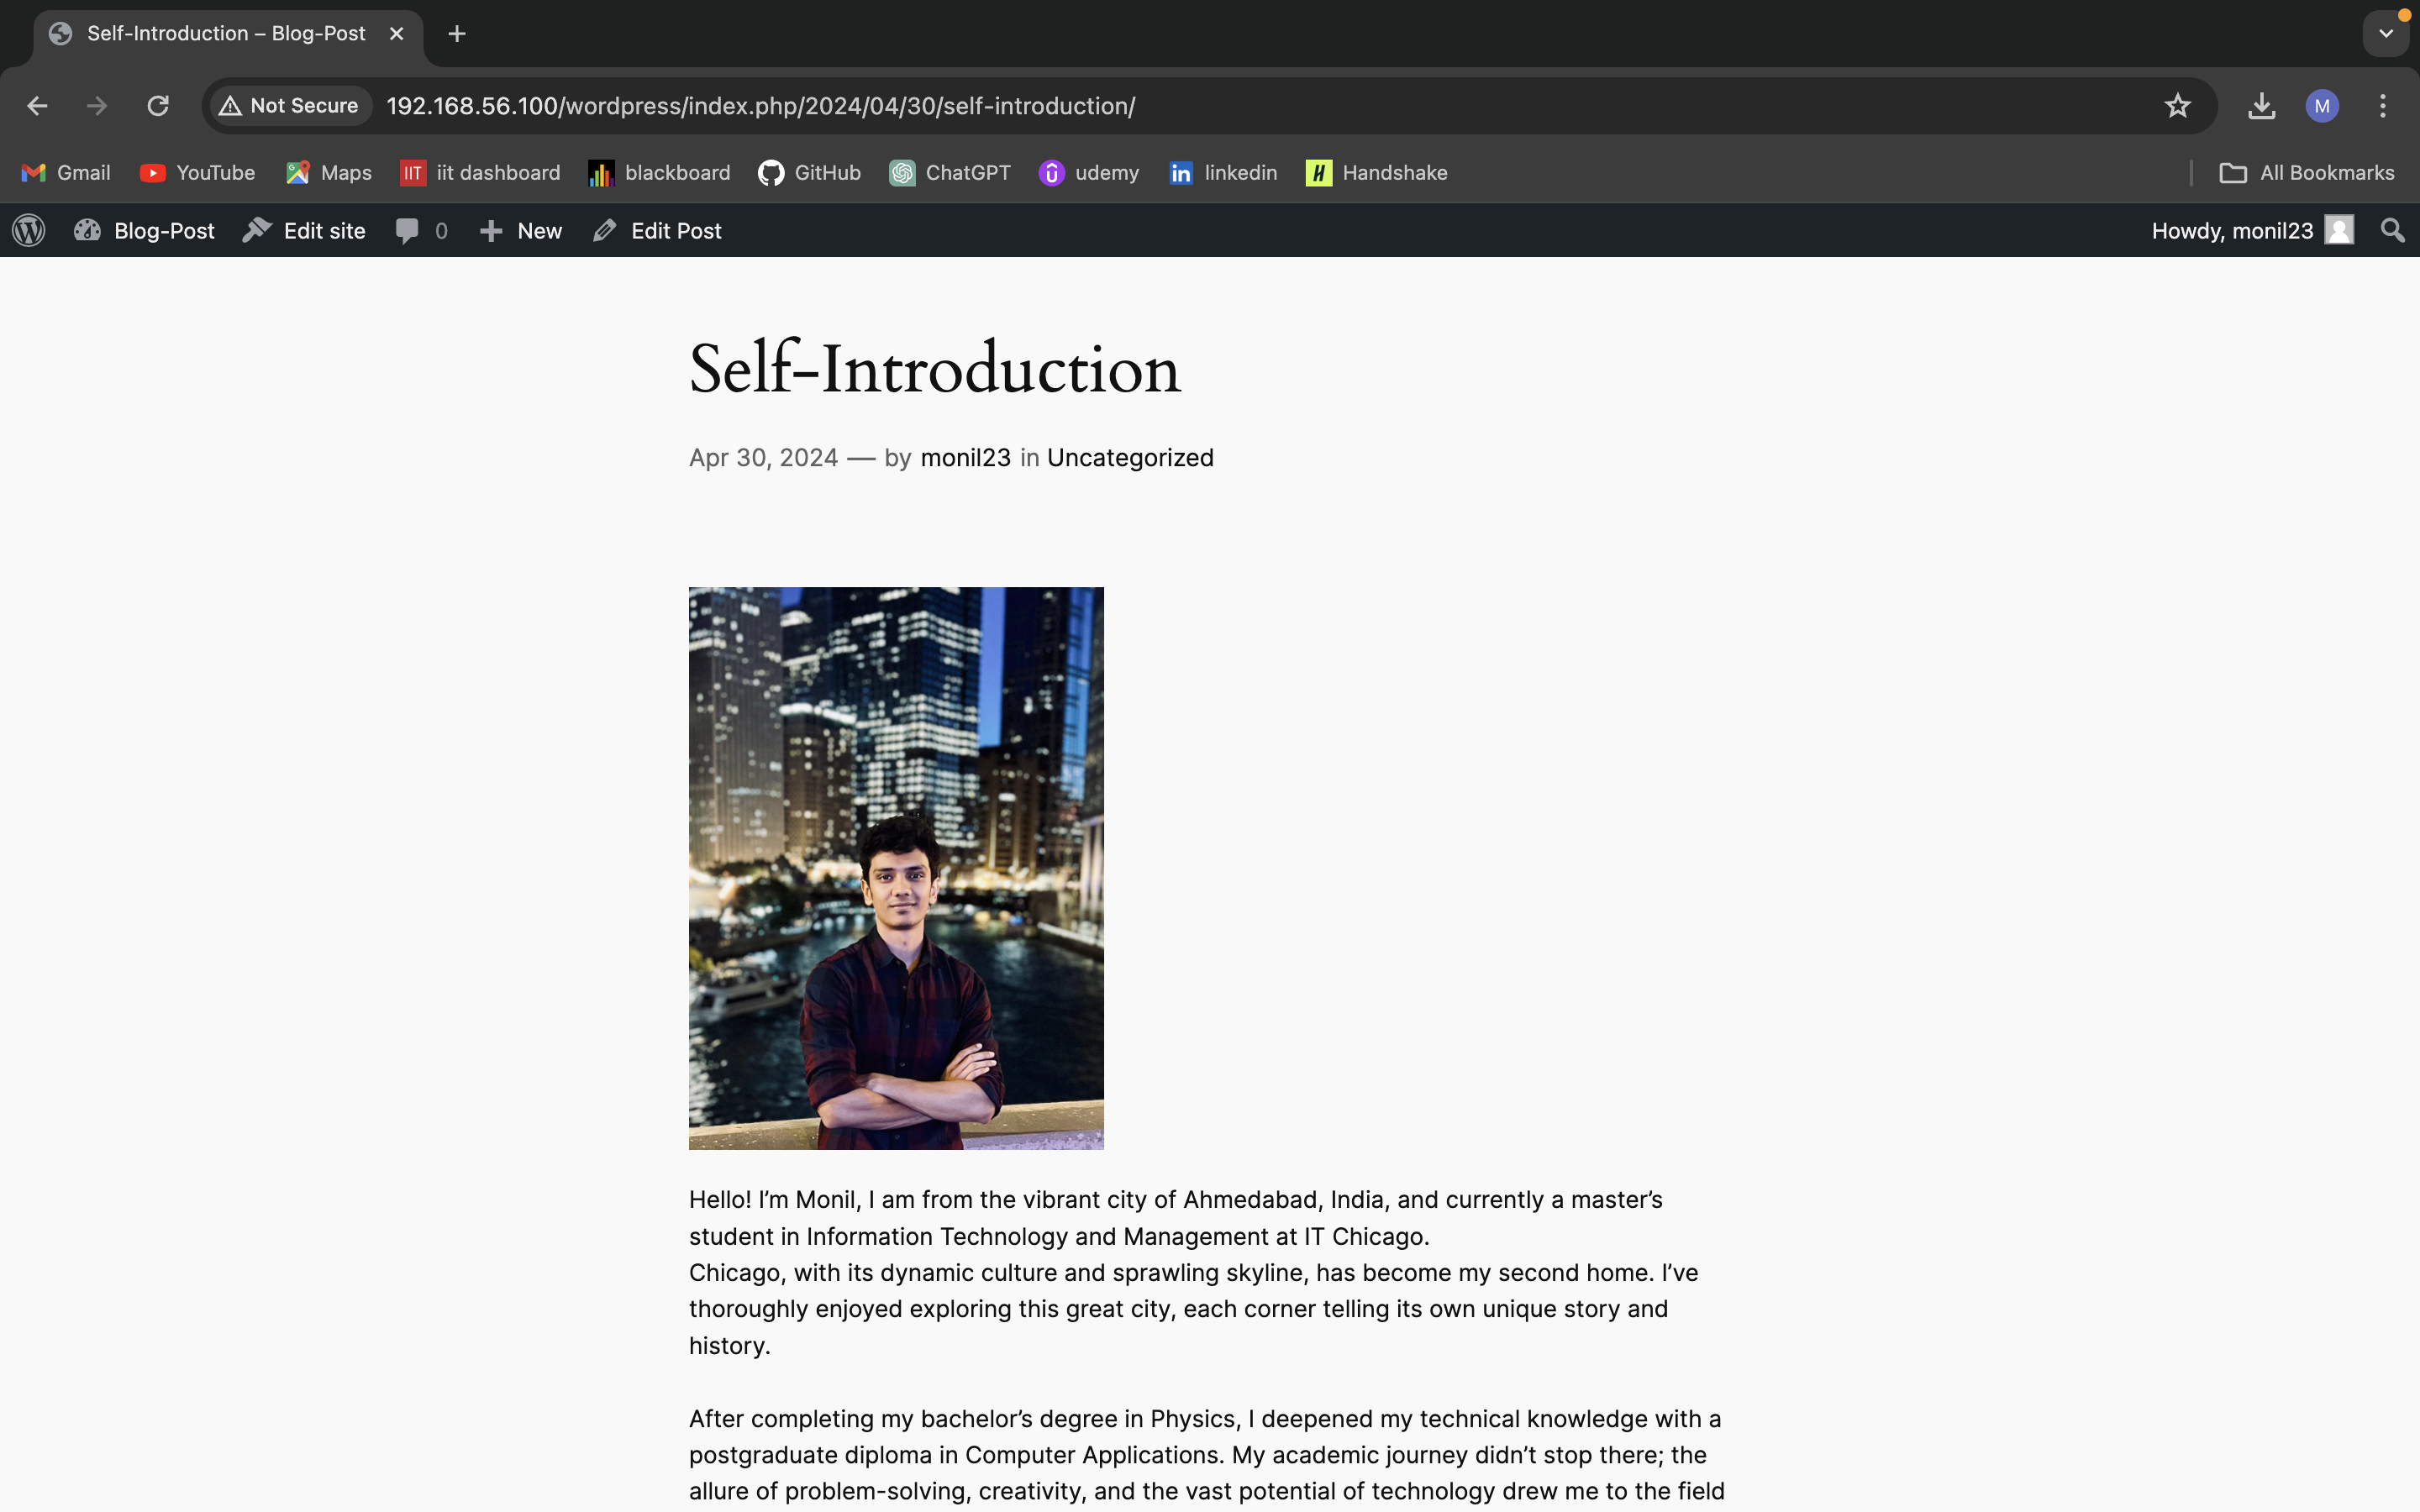 Self-Introduction – Blog-Post
Not Secure 192.168.56.100/wordpress/index.php/2024/04/30/self-introduction/ M
Gmail YouTube Maps IIT iit dashboard blackboard GitHub ChatGPT udemy in linkedin H Handshake All Bookmarks
Blog-Post Edit site 0 New Edit Post Howdy, monil23
Self-Introduction
Apr 30, 2024 — by monil23 in Uncategorized
Hello! I’m Monil, I am from the vibrant city of Ahmedabad, India, and currently a master’s
student in Information Technology and Management at IT Chicago.
Chicago, with its dynamic culture and sprawling skyline, has become my second home. I’ve
thoroughly enjoyed exploring this great city, each corner telling its own unique story and
history.
After completing my bachelor’s degree in Physics, I deepened my technical knowledge with a
postgraduate diploma in Computer Applications. My academic journey didn’t stop there; the
allure of problem-solving, creativity, and the vast potential of technology drew me to the field